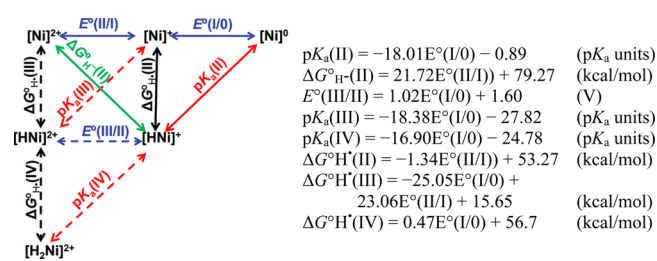 [Ni]²⁺ E°(II/I) [Ni]⁺ E°(I/0) [Ni]⁰
ΔG°H⁻(II)
ΔG°H•(III)
pKa(III)
ΔG°H•(II)
pKa(II)
[HNi]²⁺ E°(III/II) [HNi]⁺
ΔG°H•(IV)
pKa(IV)
[H₂Ni]²⁺
pKa(II) = −18.01E°(I/0) − 0.89 (pKa units)
ΔG°H⁻(II) = 21.72E°(II/I)) + 79.27 (kcal/mol)
E°(III/II) = 1.02E°(I/0) + 1.60 (V)
pKa(III) = −18.38E°(I/0) − 27.82 (pKa units)
pKa(IV) = −16.90E°(I/0) − 24.78 (pKa units)
ΔG°H•(II) = −1.34E°(II/I)) + 53.27 (kcal/mol)
ΔG°H•(III) = −25.05E°(I/0) +
23.06E°(II/I) + 15.65 (kcal/mol)
ΔG°H•(IV) = 0.47E°(I/0) + 56.7 (kcal/mol)